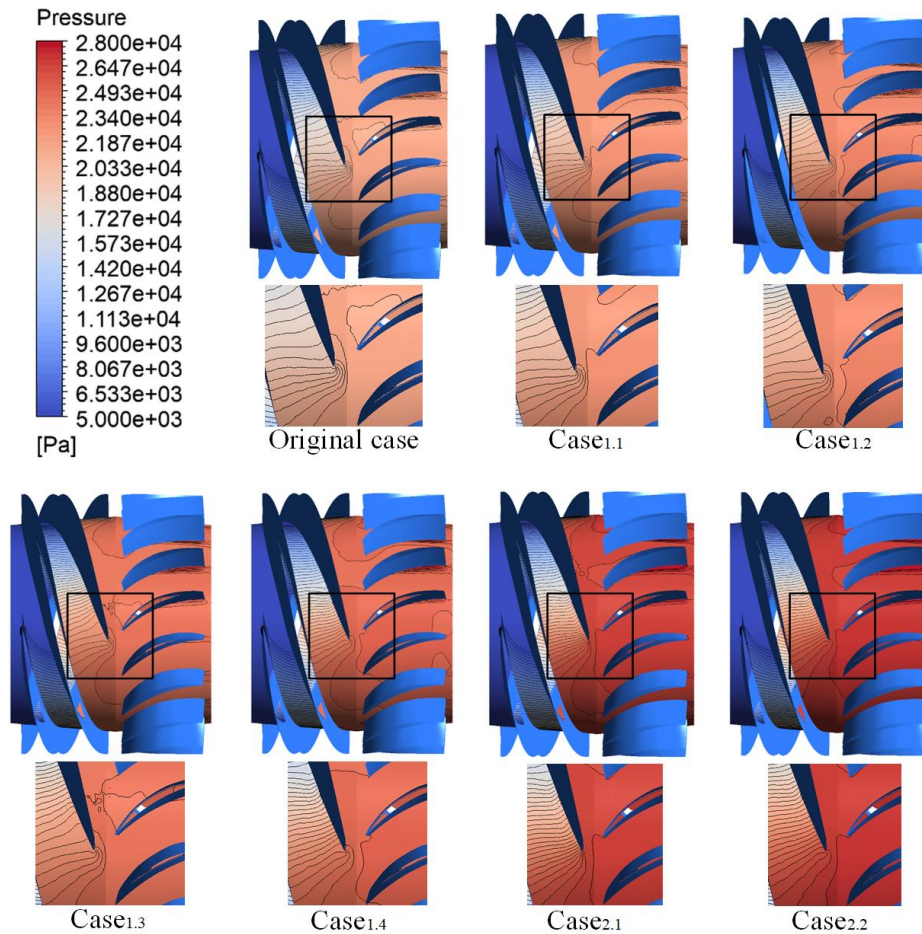 Pressure
2.800e+04
2.647e+04
2.493e+04
2.340e+04
2.187e+04
2.033e+04
1.880e+04
1.727e+04
1.573e+04
1.420e+04
1.267e+04
1.113e+04
9.600e+03
8.067e+03
6.533e+03
5.000e+03
[Pa]
Original case
Case1.1
Case1.2
Case1.3
Case1.4
Case2.1
Case2.2